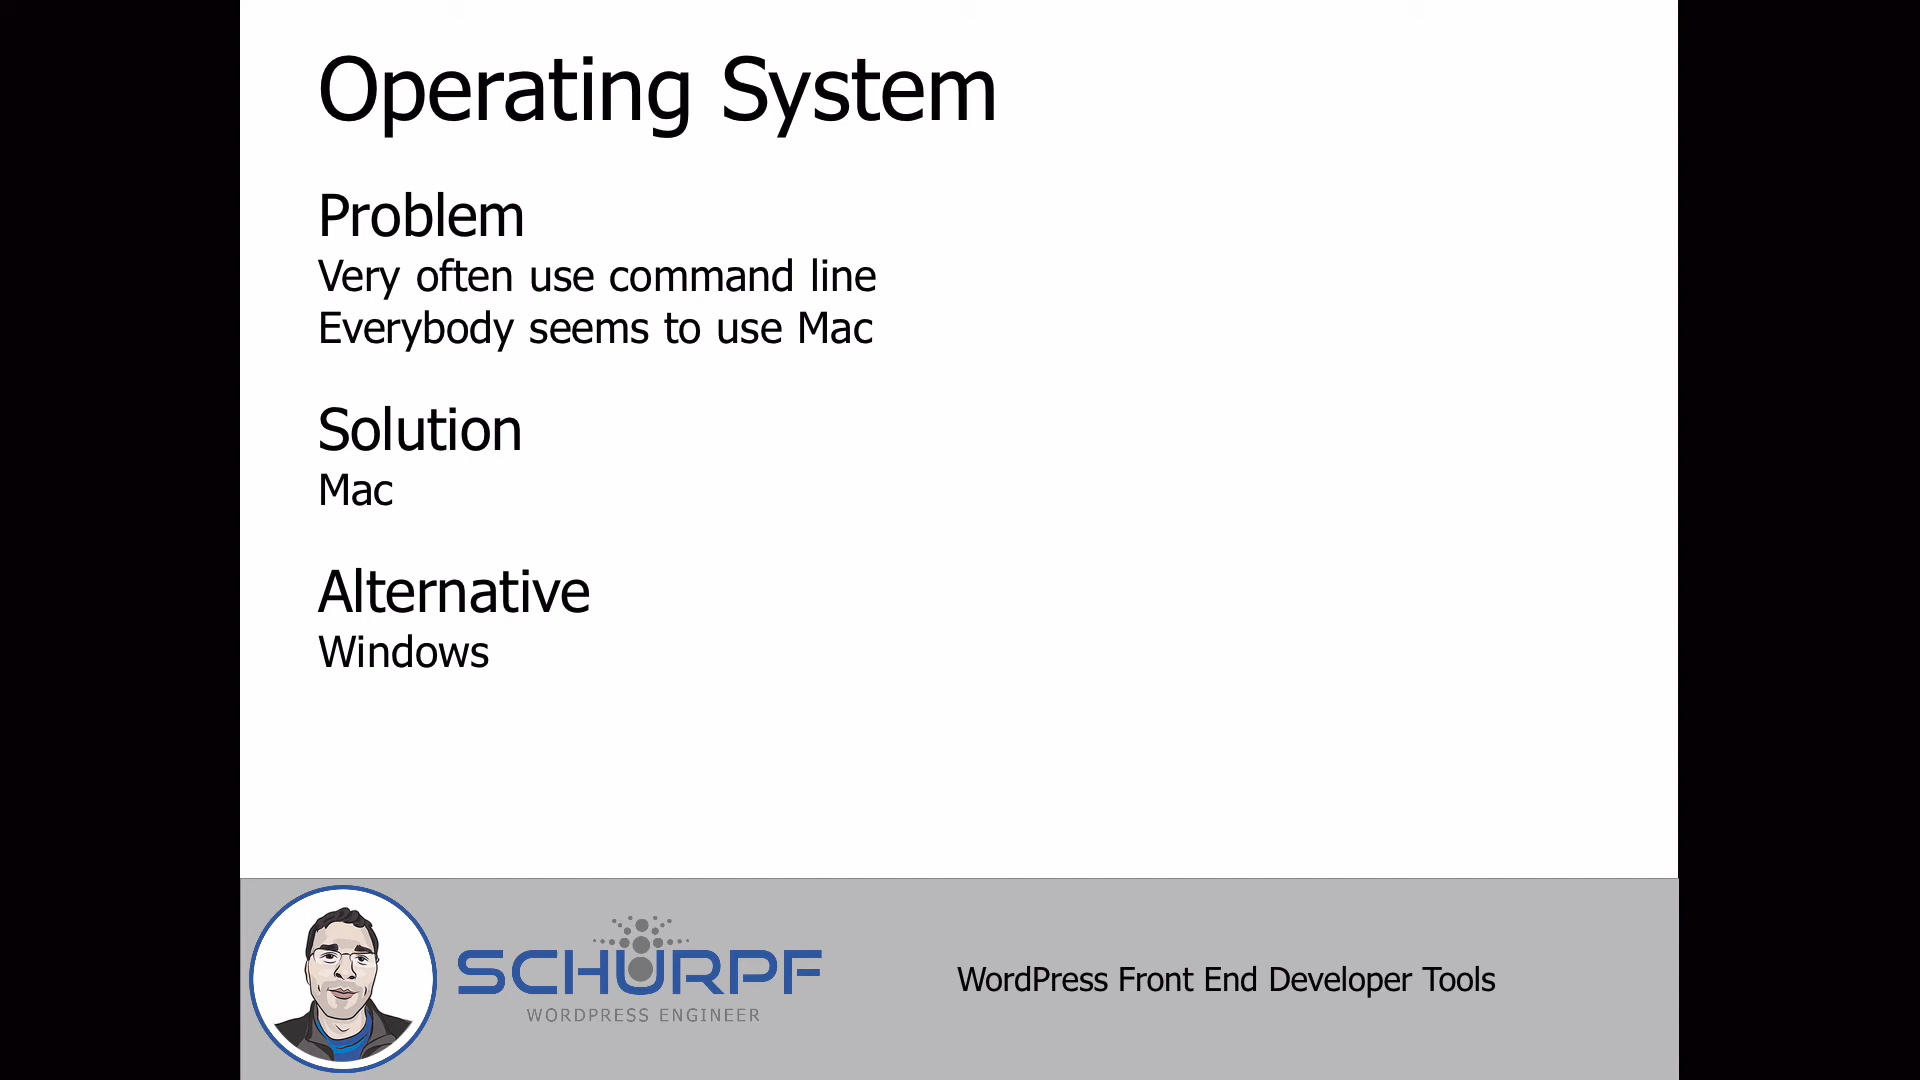 Operating System
Problem
Very often use command line
Everybody seems to use Mac
Solution
Mac
Alternative
Windows
SCHURPF
WORDPRESS ENGINEER
WordPress Front End Developer Tools